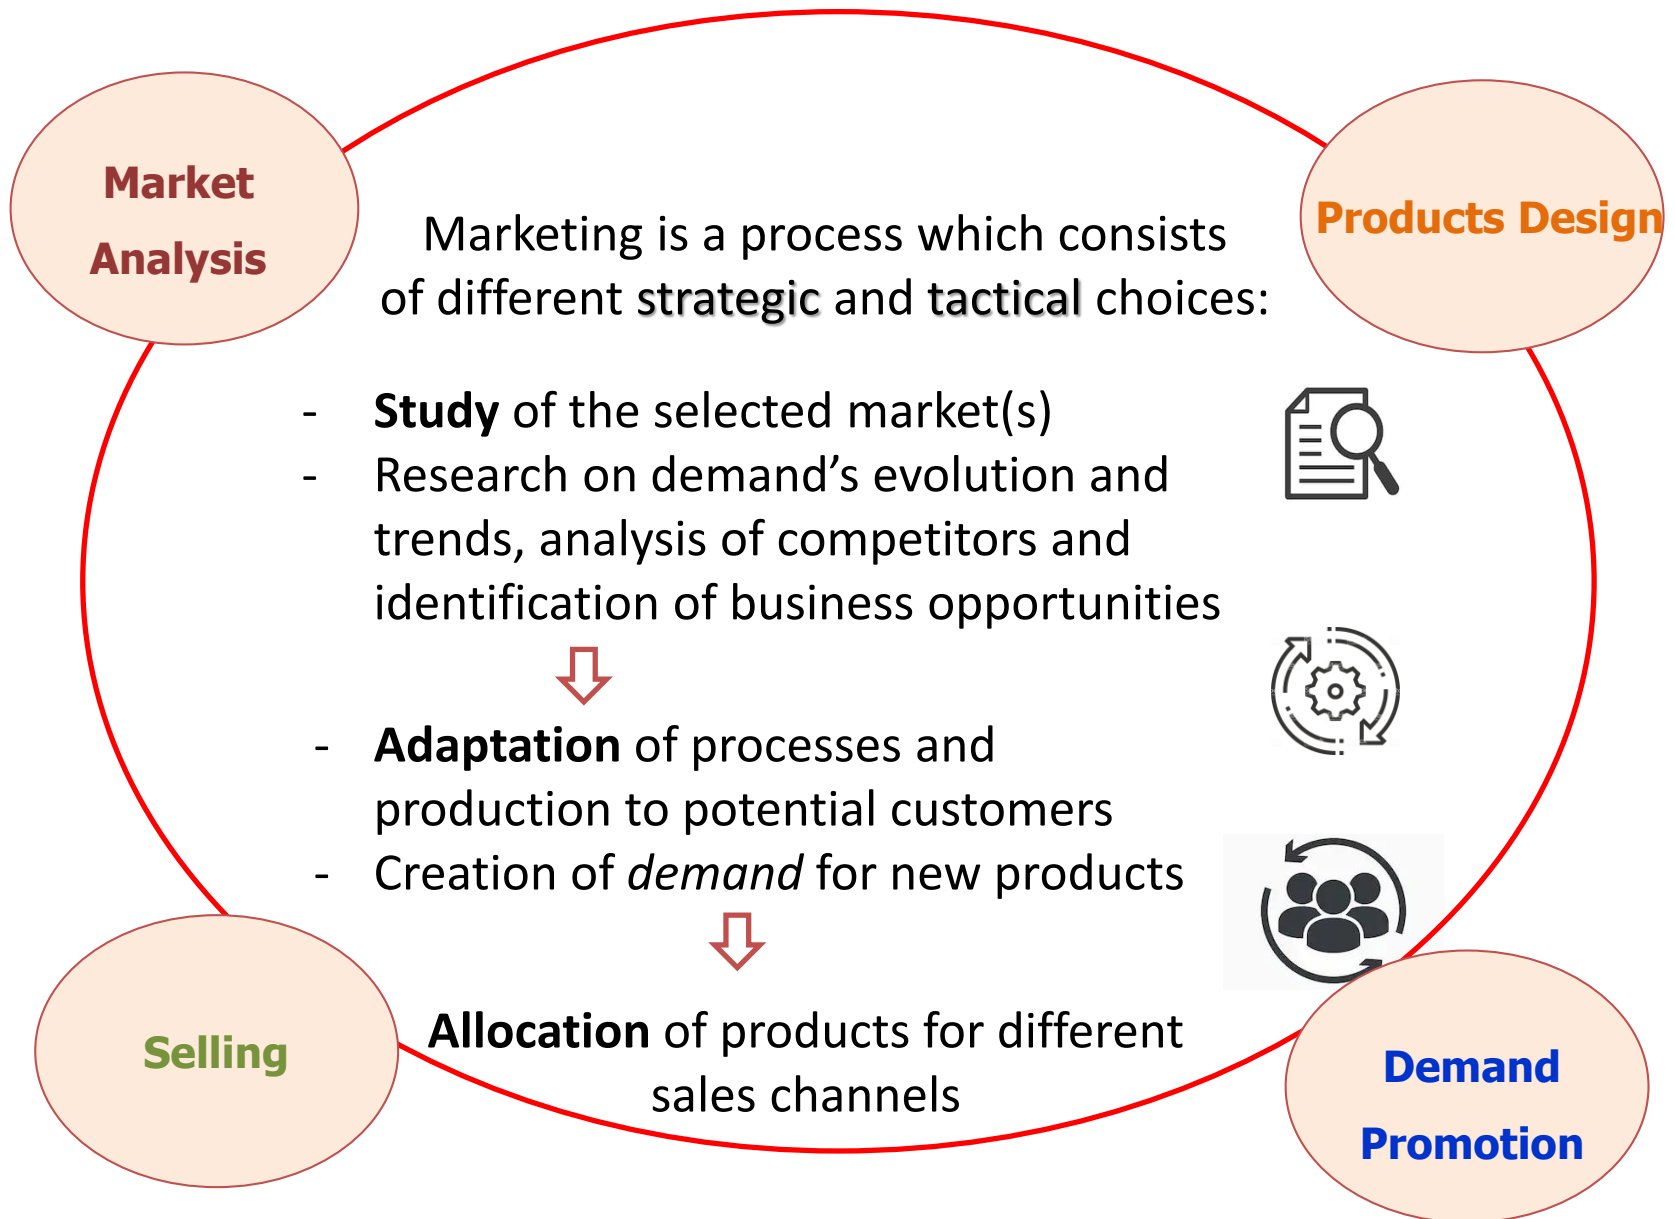 Market
Analysis
Products Design
Marketing is a process which consists
of different strategic and tactical choices:
- Study of the selected market(s)
- Research on demand’s evolution and
trends, analysis of competitors and
identification of business opportunities
- Adaptation of processes and
production to potential customers
- Creation of demand for new products
Allocation of products for different
sales channels
Selling
Demand
Promotion